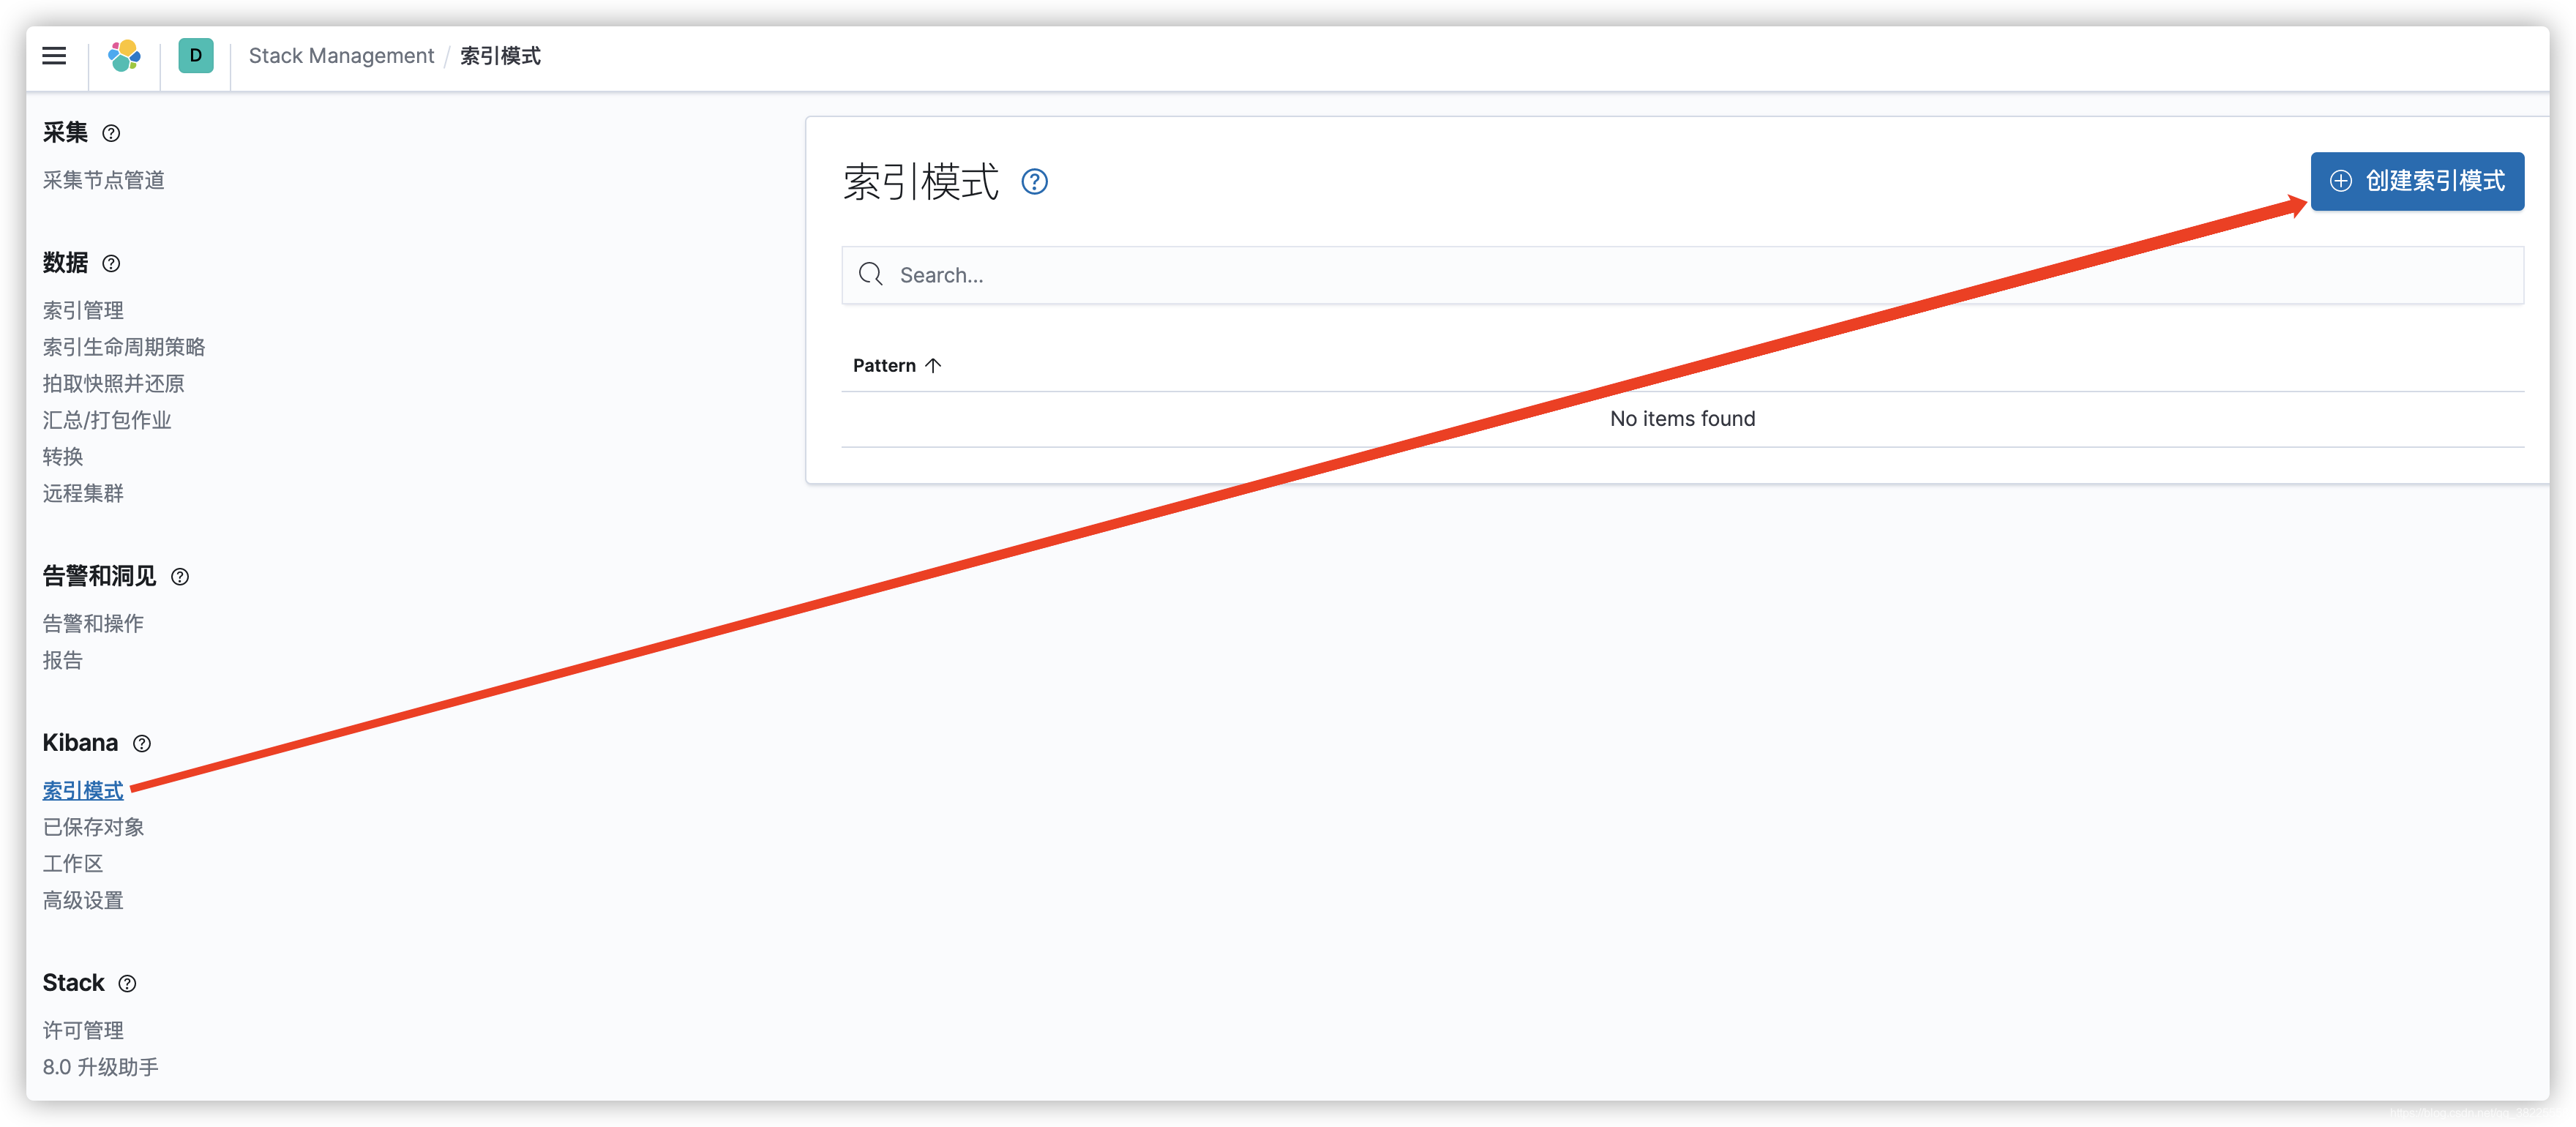 D Stack Management / 索引模式
采集
采集节点管道
数据
索引管理
索引生命周期策略
拍取快照并还原
汇总/打包作业
转换
远程集群
告警和洞见
告警和操作
报告
Kibana
索引模式
已保存对象
工作区
高级设置
Stack
许可管理
8.0 升级助手
索引模式
创建索引模式
Search...
Pattern
No items found